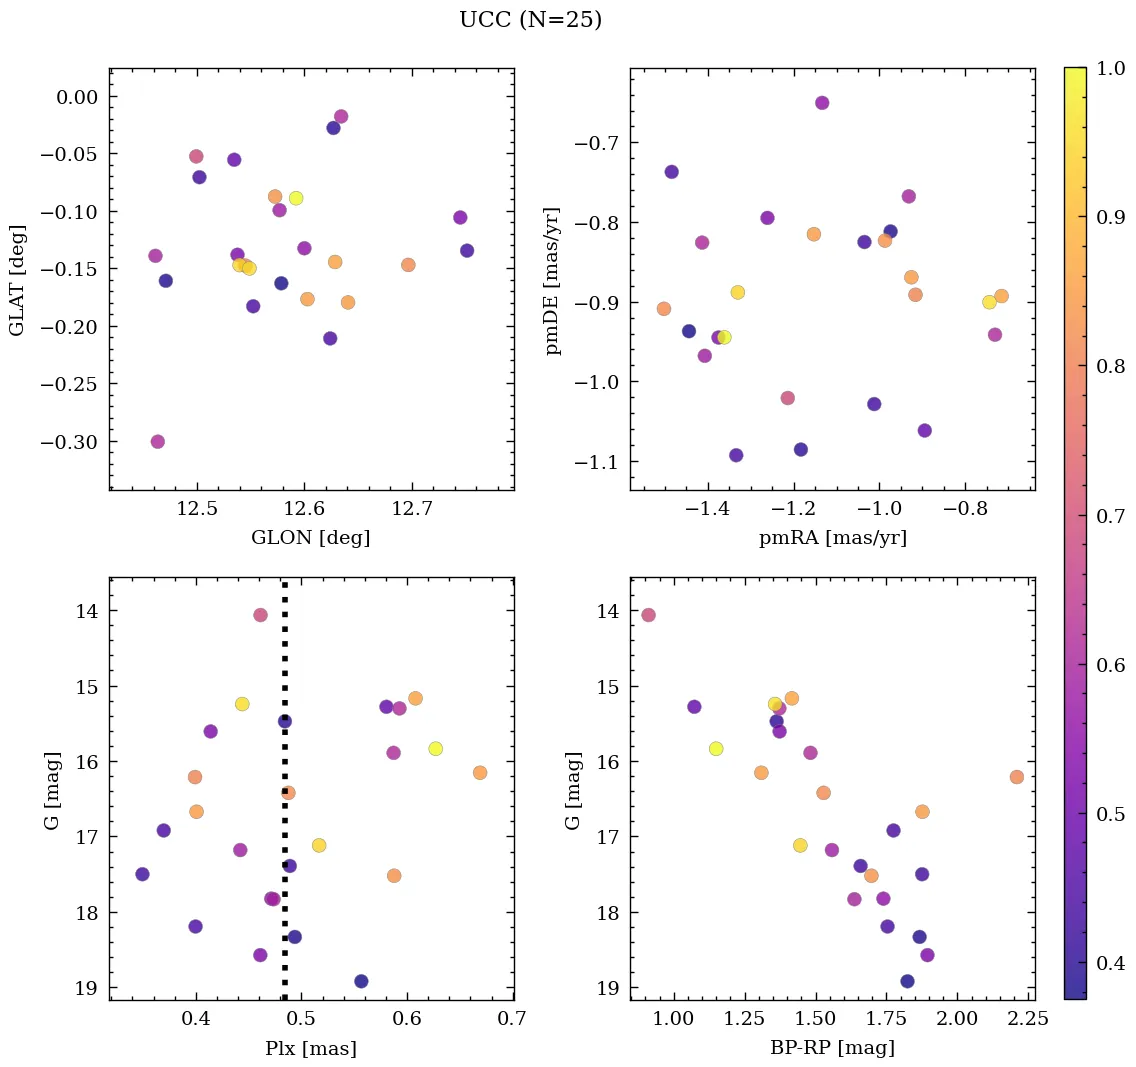 UCC (N=25)
0.00
−0.05
−0.10
−0.15
−0.20
−0.25
−0.30
GLAT [deg]
12.5 12.6 12.7
GLON [deg]
−0.7
−0.8
−0.9
−1.0
−1.1
pmDE [mas/yr]
−1.4 −1.2 −1.0 −0.8
pmRA [mas/yr]
14
15
16
17
18
19
G [mag]
0.4 0.5 0.6 0.7
Plx [mas]
14
15
16
17
18
19
G [mag]
1.00 1.25 1.50 1.75 2.00 2.25
BP-RP [mag]
1.0
0.9
0.8
0.7
0.6
0.5
0.4